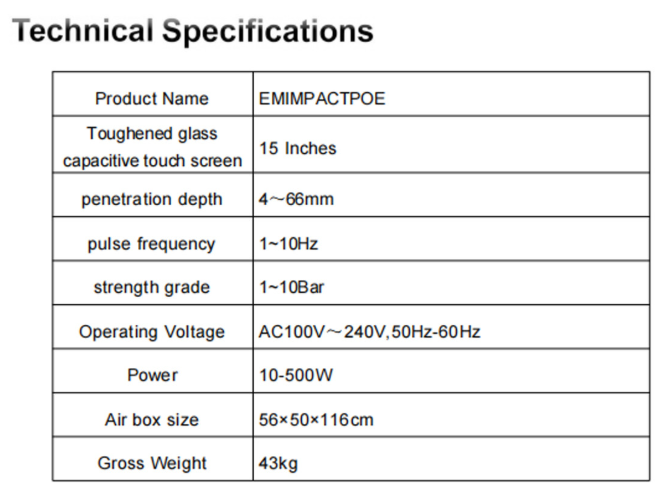 Technical Specifications
Product Name EMIMPACTPOE
Toughened glass
capacitive touch screen 15 Inches
penetration depth 4～66mm
pulse frequency 1~10Hz
strength grade 1~10Bar
Operating Voltage AC100V～240V,50Hz-60Hz
Power 10-500W
Air box size 56×50×116cm
Gross Weight 43kg